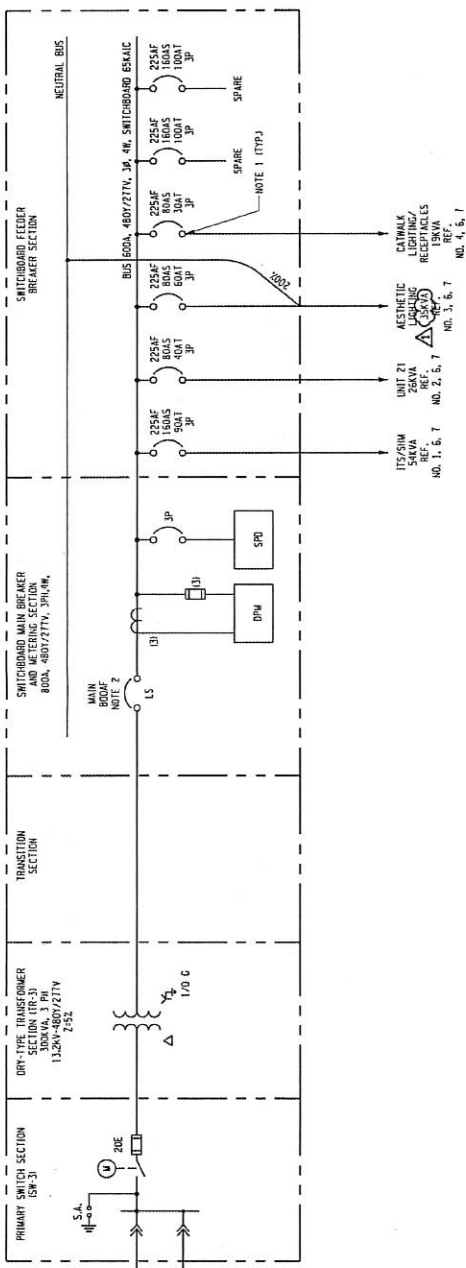 PRIMARY SWITCH SECTION
(SW-3)
S.A.
M
20E
DRY-TYPE TRANSFORMER
SECTION (TR-3)
300KVA, 3 PH
13.2KV-480Y/277V
Z=5%
1/0 G
TRANSITION
SECTION
SWITCHBOARD MAIN BREAKER
AND METERING SECTION
800A, 480Y/277V, 3PH,4W,
MAIN
800AF
NOTE 2
LS
(3)
(3)
DPM
3P
SPD
SWITCHBOARD FEEDER
BREAKER SECTION
NEUTRAL BUS
BUS 600A, 480Y/277V, 3Ø, 4W, SWITCHBOARD 65KAIC
225AF
160AS
90AT
3P
225AF
80AS
40AT
3P
225AF
80AS
60AT
3P
225AF
80AS
30AT
3P
225AF
160AS
100AT
3P
225AF
160AS
100AT
3P
200%
NOTE 1 (TYP.)
SPARE
SPARE
ITS/SHM
54KVA
REF.
NO. 1, 6, 7
UNIT 21
26KVA
REF.
NO. 2, 6, 7
AESTHETIC
LIGHTING
35KVA
REF.
NO. 3, 6, 7
1
CATWALK
LIGHTING/
RECEPTACLES
19KVA
REF.
NO. 4, 6, 7